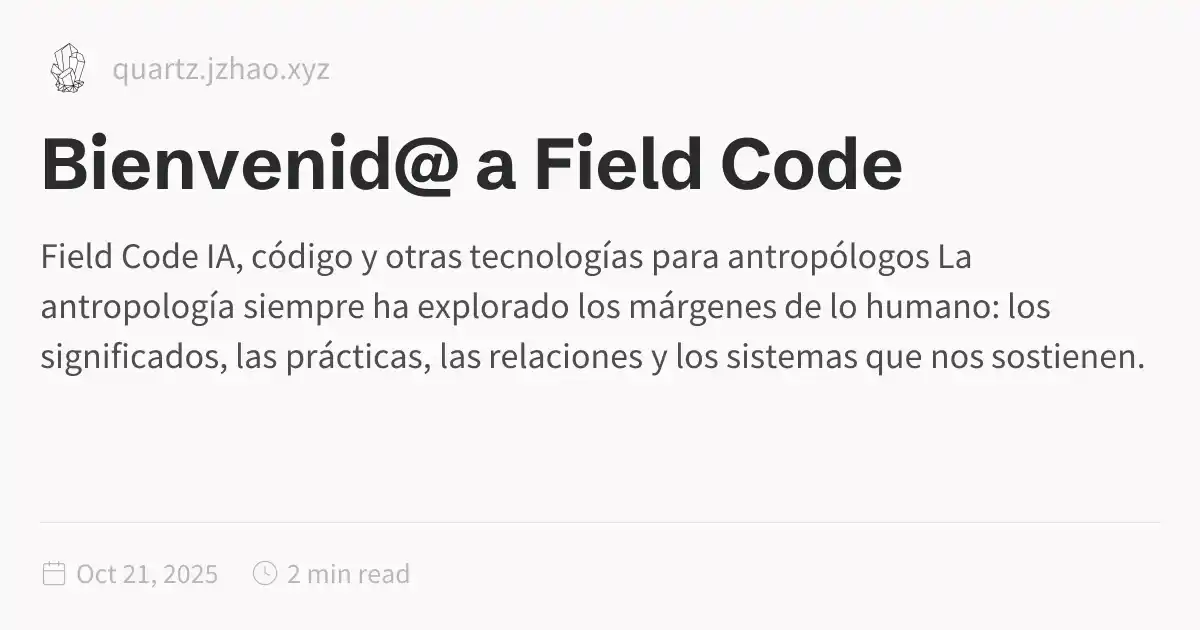 quartz.jzhao.xyz
Bienvenid@ a Field Code
Field Code IA, código y otras tecnologías para antropólogos La
antropología siempre ha explorado los márgenes de lo humano: los
significados, las prácticas, las relaciones y los sistemas que nos sostienen.
Oct 21, 2025 2 min read